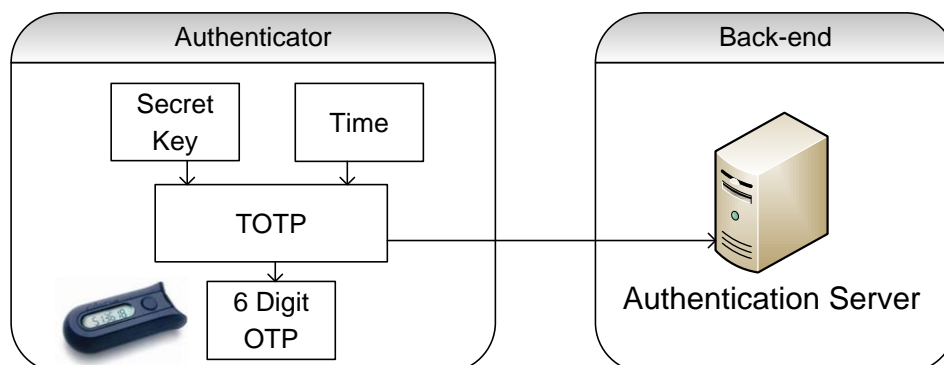 Authenticator
Back-end
Secret
Key
Time
TOTP
6 Digit
OTP
Authentication Server